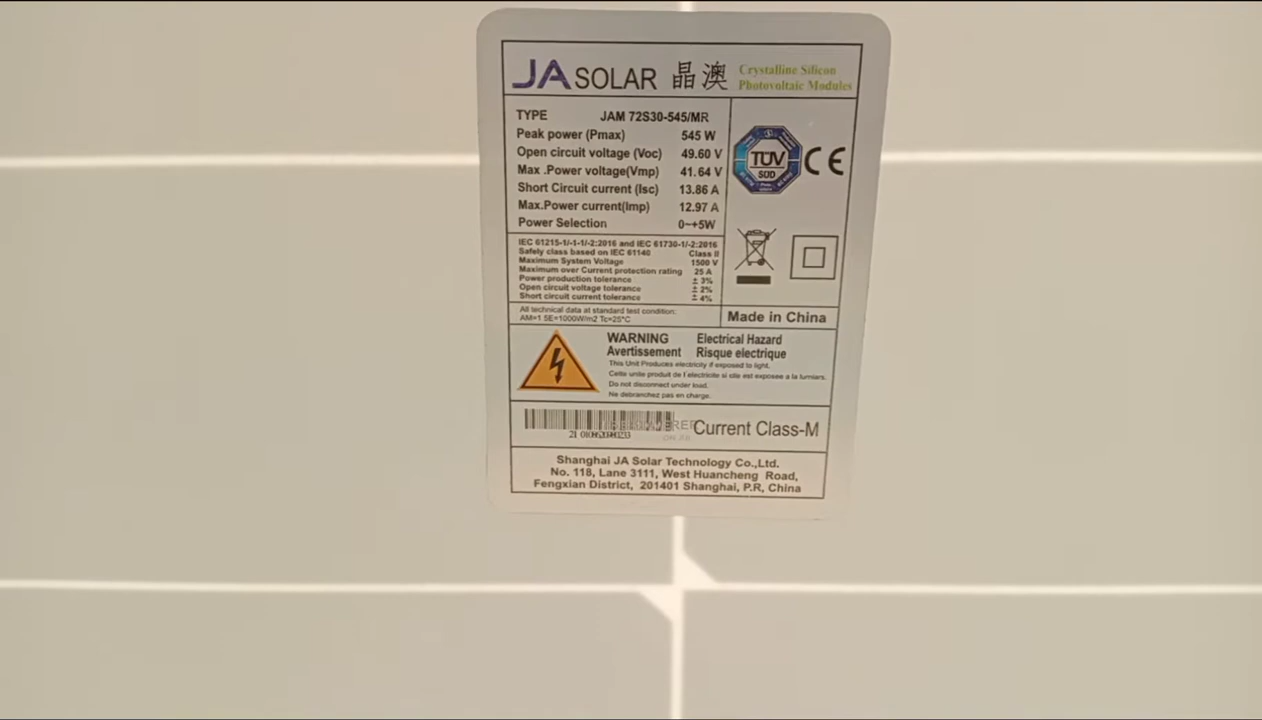 JA SOLAR 晶澳 Crystalline Silicon
Photovoltaic Modules
TYPE JAM 72S30-545/MR
Peak power (Pmax) 545 W
Open circuit voltage (Voc) 49.60 V
Max .Power voltage(Vmp) 41.64 V
Short Circuit current (Isc) 13.86 A
Max.Power current(Imp) 12.97 A
Power Selection 0~+5W
TÜV
SÜD
CE
IEC 61215-1/-1-1/-2:2016 and IEC 61730-1/-2:2016
Safely class based on IEC 61140 Class II
Maximum System Voltage 1500 V
Maximum over Current protection rating 25 A
Power production tolerance ± 3%
Open circuit voltage tolerance ± 2%
Short circuit current tolerance ± 4%
All technical data at standard test condition:
AM=1 5E=1000W/m2 Tc=25°C
Made in China
WARNING Electrical Hazard
Avertissement Risque electrique
This Unit Produces electricity if exposed to light,
Cette unite produit de l'electricite si elle est exposee a la lumiars.
Do not disconnect under load.
Ne debranchez pas en charge.
Current Class-M
Shanghai JA Solar Technology Co.,Ltd.
No. 118, Lane 3111, West Huancheng Road,
Fengxian District, 201401 Shanghai, P.R, China